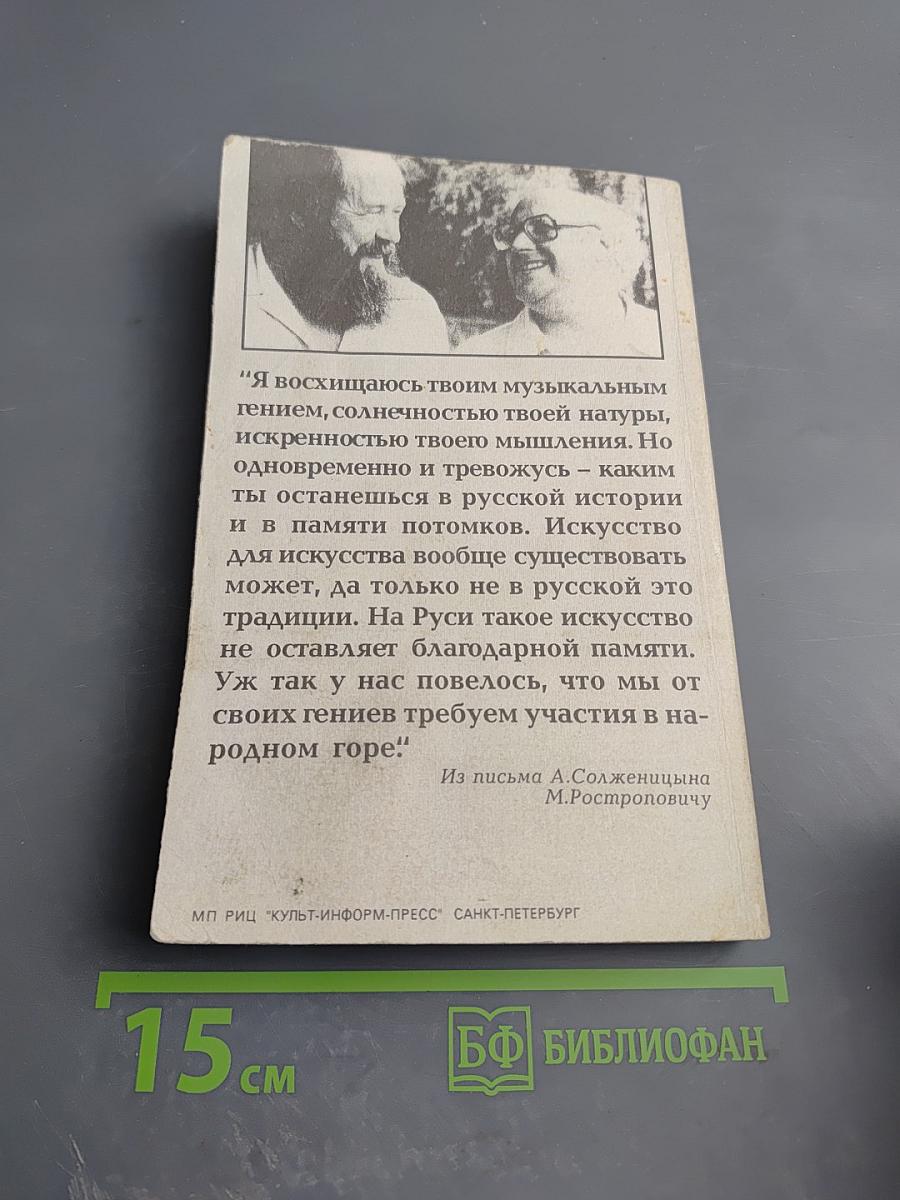 "Я восхищаюсь твоим музыкальным
гением, солнечностью твоей натуры,
искренностью твоего мышления. Но
одновременно и тревожусь – каким
ты останешься в русской истории
и в памяти потомков. Искусство
для искусства вообще существовать
может, да только не в русской это
традиции. На Руси такое искусство
не оставляет благодарной памяти.
Уж так у нас повелось, что мы от
своих гениев требуем участия в на-
родном горе."
Из письма А.Солженицына
М.Ростроповичу
МП РИЦ "КУЛЬТ-ИНФОРМ-ПРЕСС" САНКТ-ПЕТЕРБУРГ
15 см
БФ БИБЛИОФАН